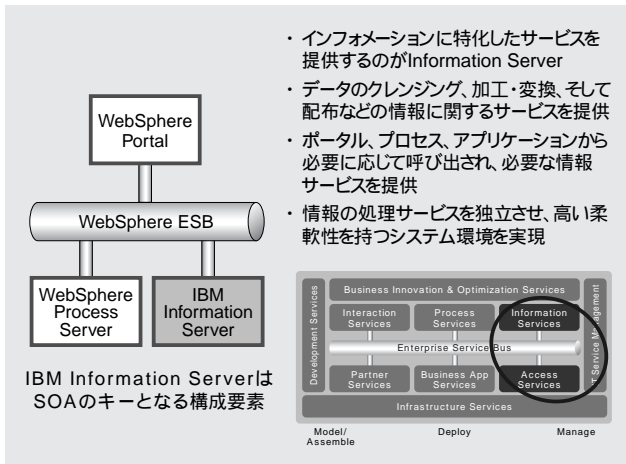 WebSphere
Portal
WebSphere ESB
WebSphere
Process
Server
IBM
Information
Server
IBM Information Serverは
SOAのキーとなる構成要素
・ インフォメーションに特化したサービスを
提供するのがInformation Server
・ データのクレンジング、加工・変換、そして
配布などの情報に関するサービスを提供
・ ポータル、プロセス、アプリケーションから
必要に応じて呼び出され、必要な情報
サービスを提供
・ 情報の処理サービスを独立させ、高い柔
軟性を持つシステム環境を実現
Development Services
Business Innovation & Optimization Services
Interaction
Services
Process
Services
Information
Services
Enterprise Service Bus
Partner
Services
Business App
Services
Access
Services
IT Service Management
Infrastructure Services
Model/
Assemble
Deploy
Manage